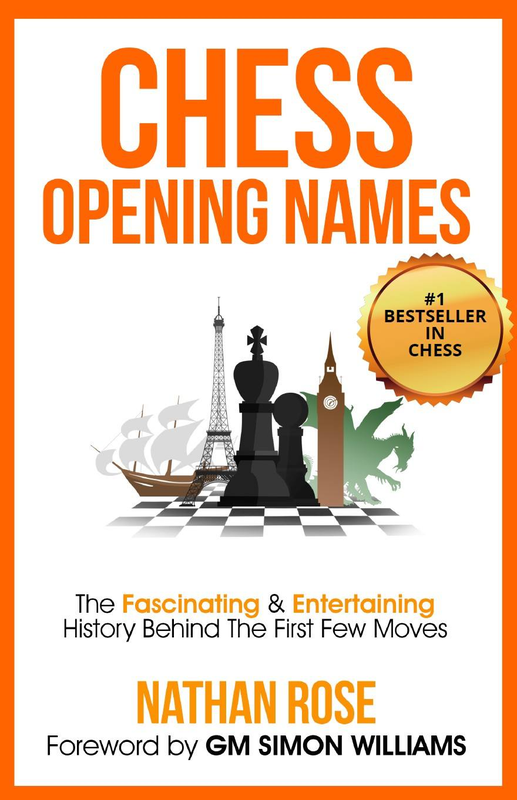 CHESS
OPENING NAMES
#1
BESTSELLER
IN
CHESS
The Fascinating & Entertaining
History Behind The First Few Moves
NATHAN ROSE
Foreword by GM SIMON WILLIAMS